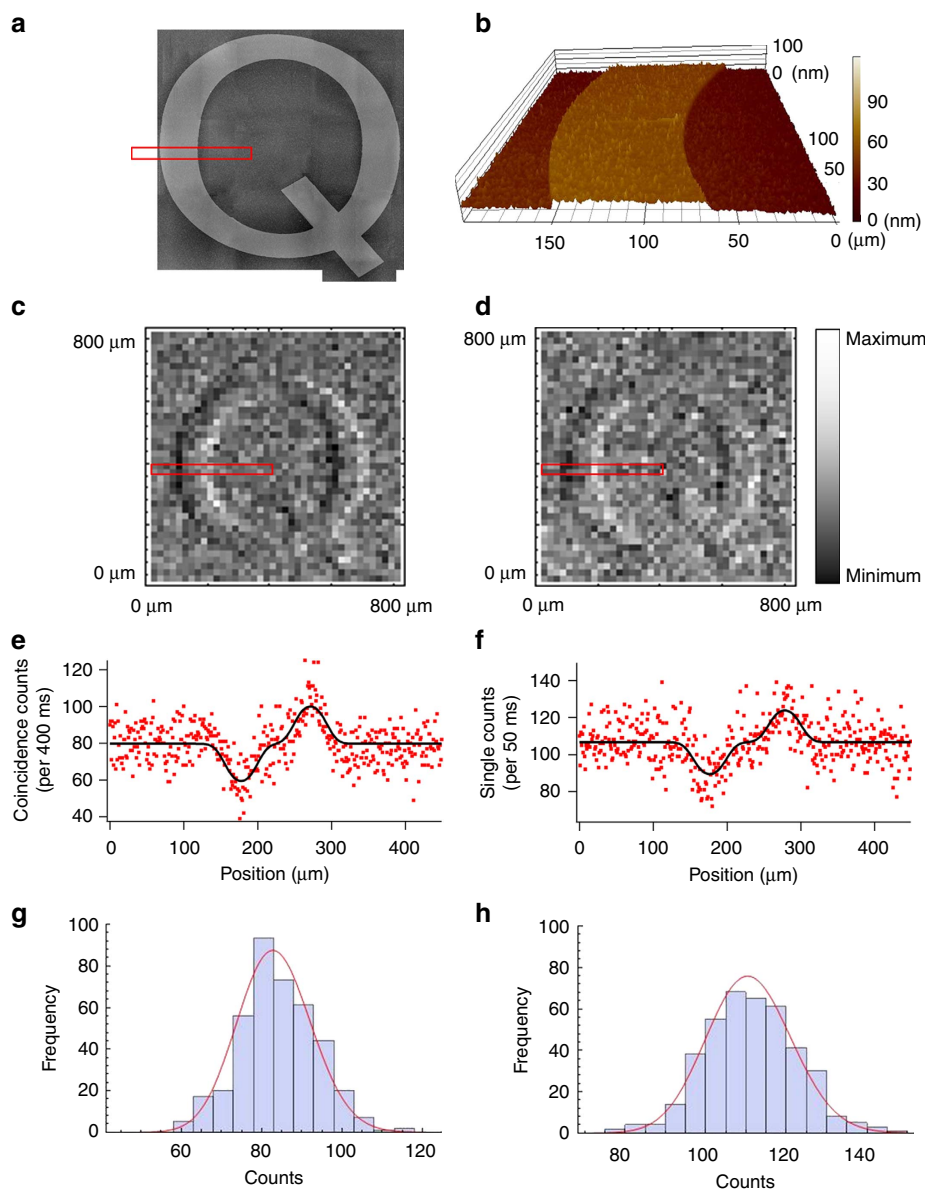 a
b
Q
100
0 (nm)
90
60
30
0 (nm)
100
50
150
100
50
0 (μm)
c
d
800 μm
0 μm
0 μm
800 μm
800 μm
0 μm
0 μm
800 μm
Maximum
Minimum
e
f
Coincidence counts
(per 400 ms)
120
100
80
60
40
0
100
200
300
400
Position (μm)
Single counts
(per 50 ms)
140
120
100
80
0
100
200
300
400
Position (μm)
g
h
Frequency
100
80
60
40
20
0
60
80
100
120
Counts
Frequency
100
80
60
40
20
0
80
100
120
140
Counts